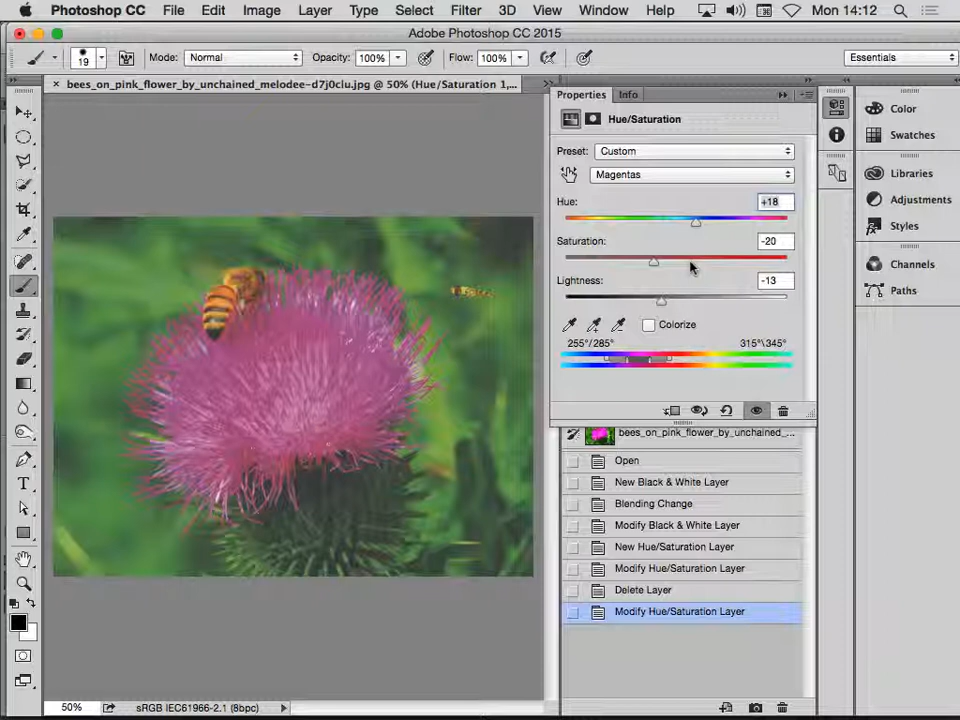 Photoshop CC File Edit Image Layer Type Select Filter 3D View Window Help Mon 14:12
Adobe Photoshop CC 2015
19 Mode: Normal Opacity: 100% Flow: 100% Essentials
× bees_on_pink_flower_by_unchained_melodee-d7j0clu.jpg @ 50% (Hue/Saturation 1,...
Properties Info
Hue/Saturation
Preset: Custom
Magentas
Hue: +18
Saturation: -20
Lightness: -13
Colorize
255°/285° 315°\345°
Color
Swatches
Libraries
Adjustments
Styles
Channels
Paths
bees_on_pink_flower_by_unchained_...
Open
New Black & White Layer
Blending Change
Modify Black & White Layer
New Hue/Saturation Layer
Modify Hue/Saturation Layer
Delete Layer
Modify Hue/Saturation Layer
T
50% sRGB IEC61966-2.1 (8bpc)